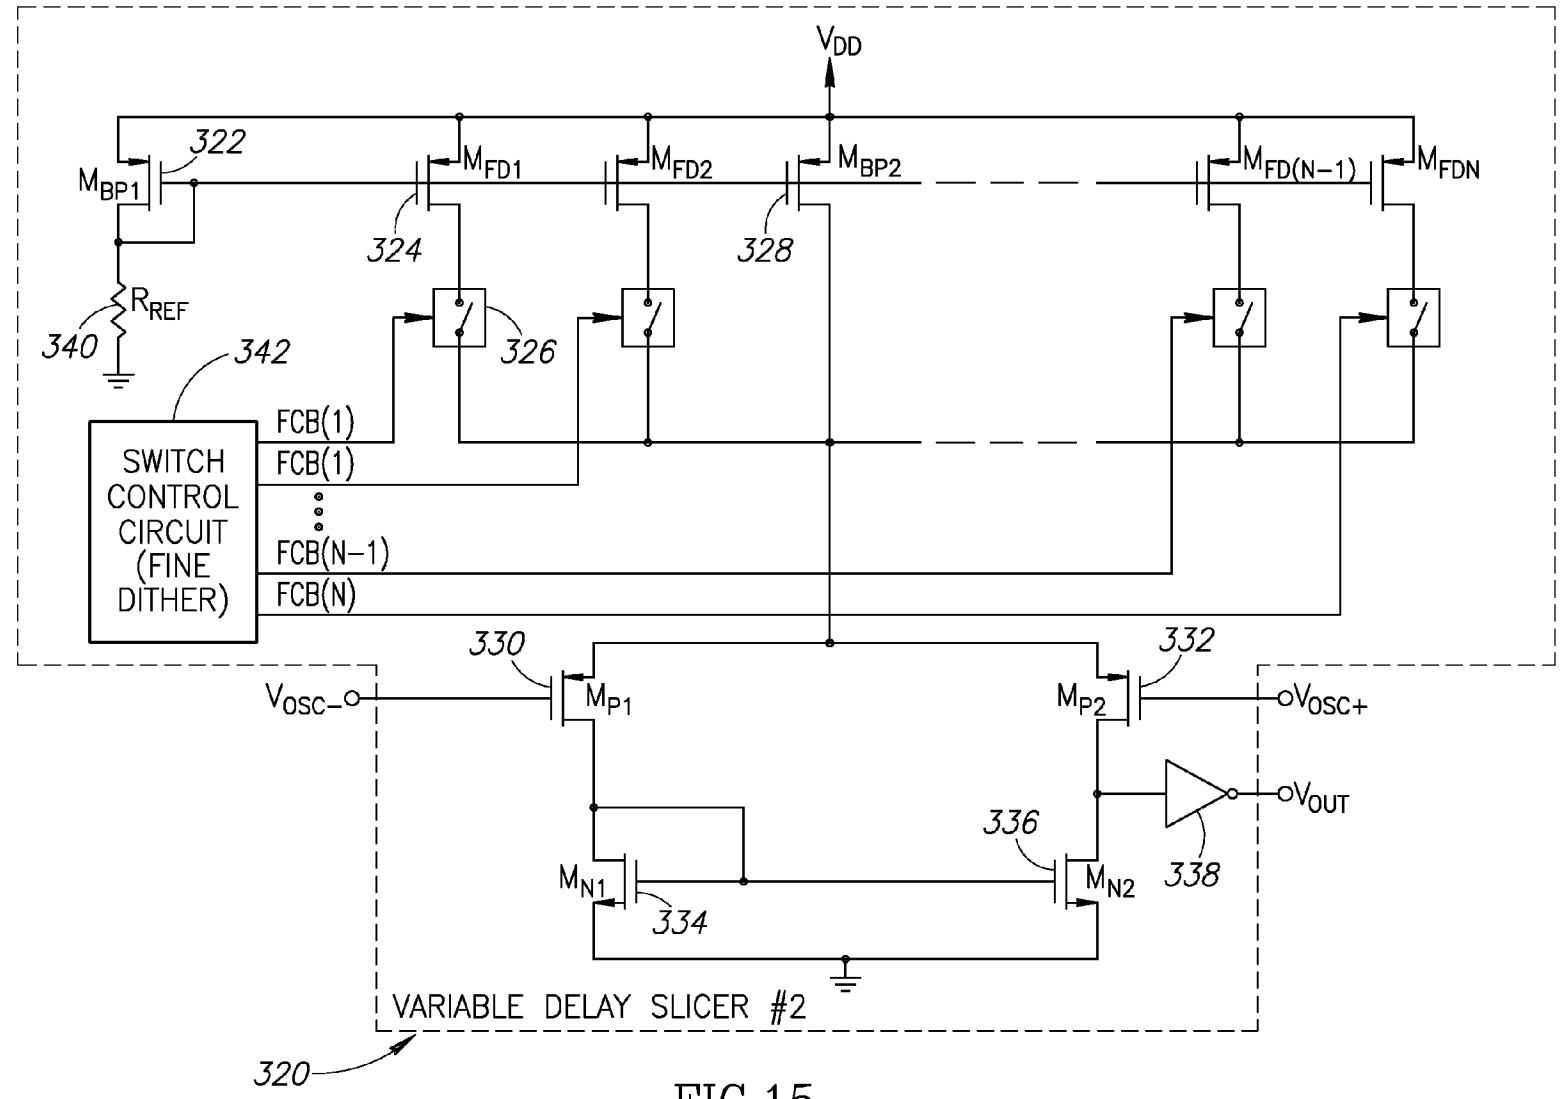 VDD
322
MBP1
MFD1
MFD2
MBP2
MFD(N-1)
MFDN
324
328
RREF
340
326
342
SWITCH
CONTROL
CIRCUIT
(FINE
DITHER)
FCB(1)
FCB(1)
FCB(N-1)
FCB(N)
330
332
VOSC-
MP1
MP2
VOSC+
VOUT
336
338
MN1
MN2
334
VARIABLE DELAY SLICER #2
320
FIG.15